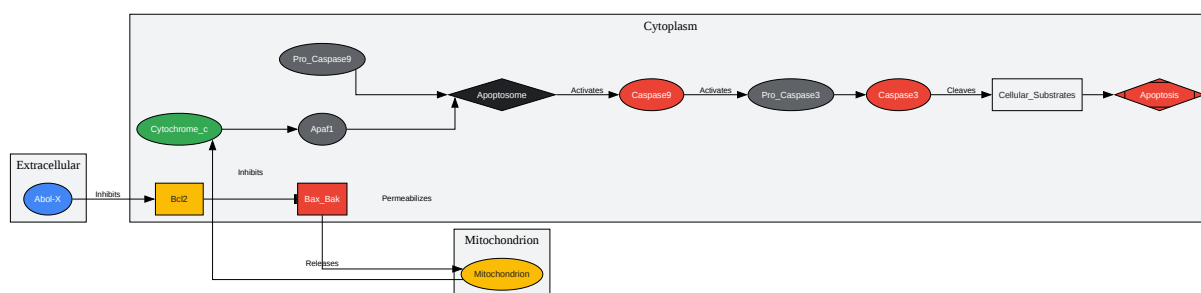 Cytoplasm
Pro_Caspase9
Apoptosome
Activates
Caspase9
Activates
Pro_Caspase3
Caspase3
Cleaves
Cellular_Substrates
Apoptosis
Cytochrome_c
Apaf1
Extracellular
Abol-X
Inhibits
Bcl2
Inhibits
Bax_Bak
Permeabilizes
Mitochondrion
Releases
Mitochondrion